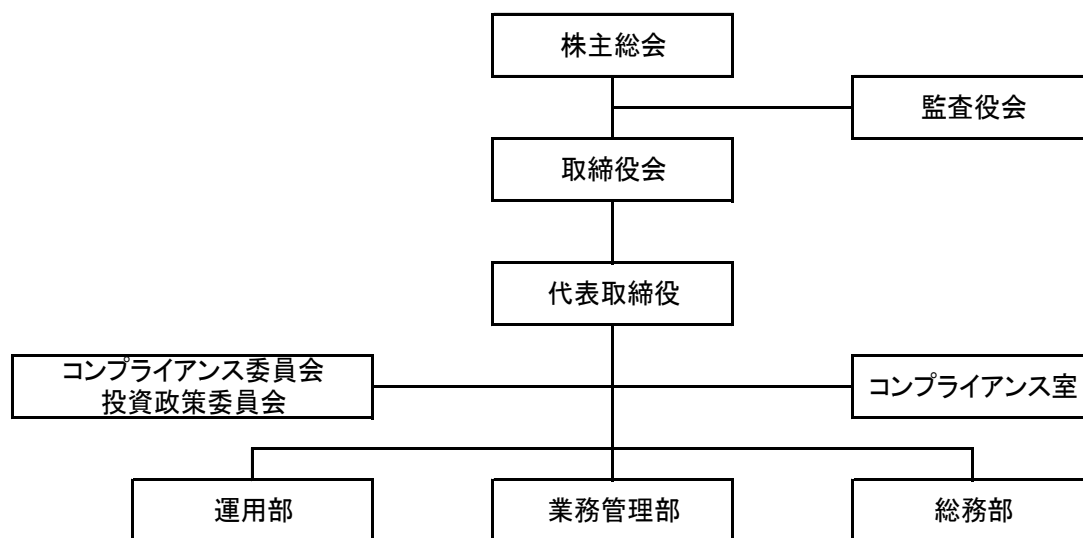 株主総会
監査役会
取締役会
代表取締役
コンプライアンス委員会
投資政策委員会
コンプライアンス室
運用部
業務管理部
総務部